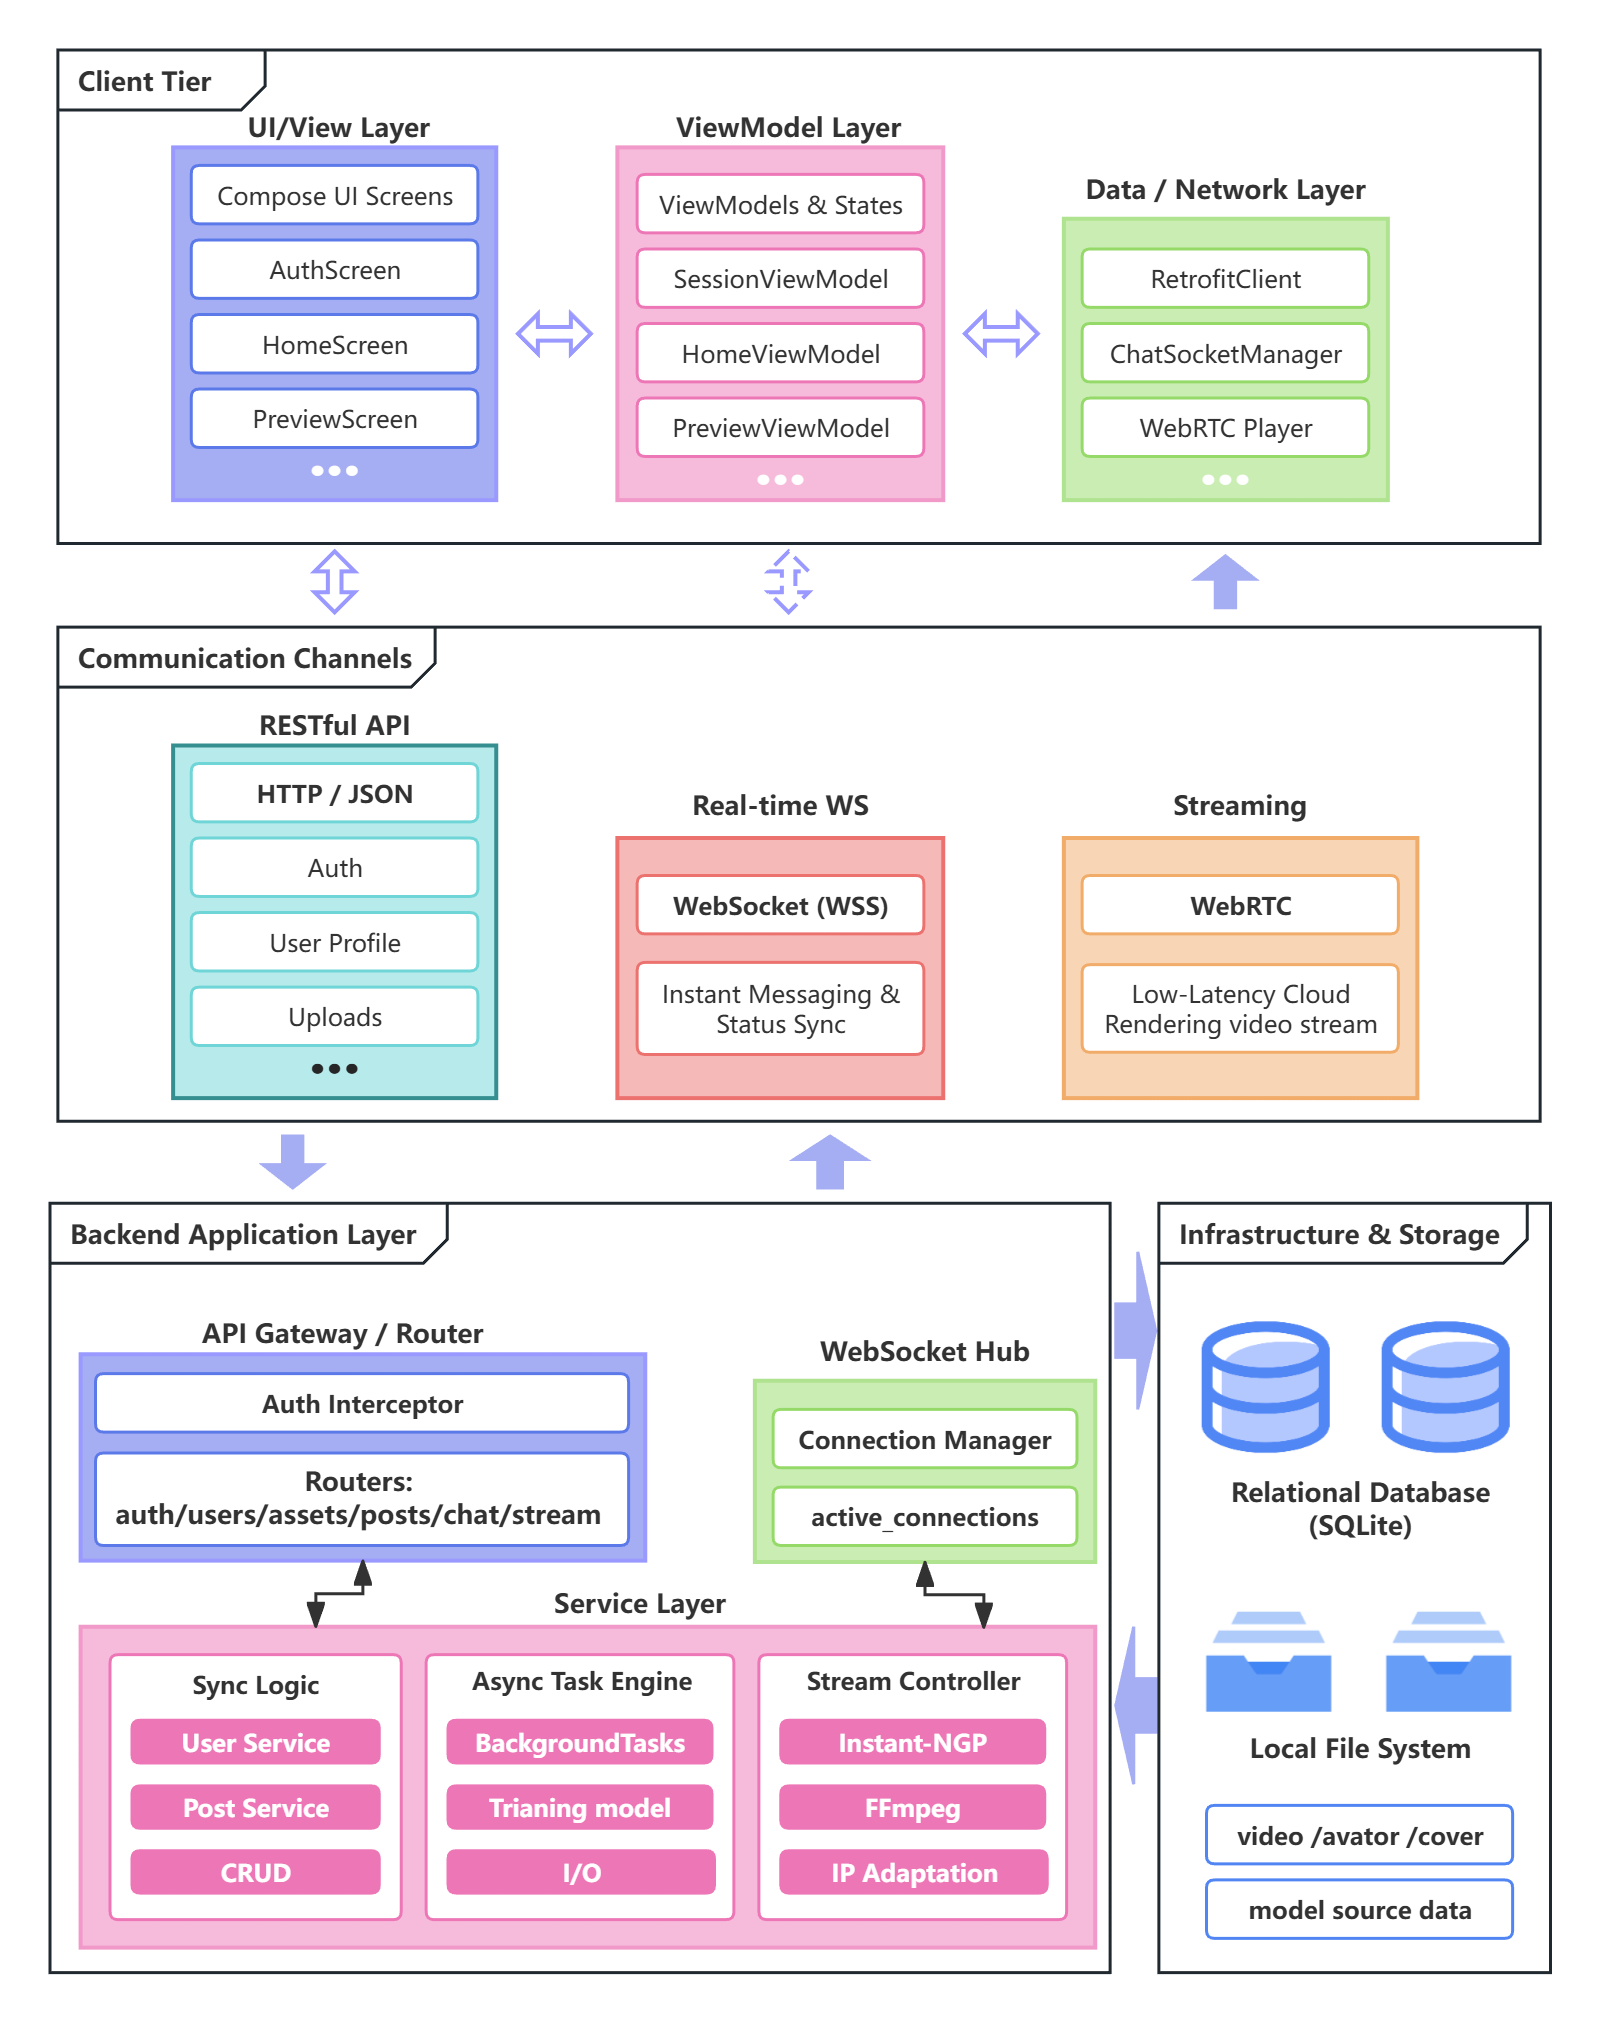 Client Tier
UI/View Layer
Compose UI Screens
AuthScreen
HomeScreen
PreviewScreen
ViewModel Layer
ViewModels & States
SessionViewModel
HomeViewModel
PreviewViewModel
Data / Network Layer
RetrofitClient
ChatSocketManager
WebRTC Player
Communication Channels
RESTful API
HTTP / JSON
Auth
User Profile
Uploads
Real-time WS
WebSocket (WSS)
Instant Messaging &
Status Sync
Streaming
WebRTC
Low-Latency Cloud
Rendering video stream
Backend Application Layer
API Gateway / Router
Auth Interceptor
Routers:
auth/users/assets/posts/chat/stream
WebSocket Hub
Connection Manager
active_connections
Service Layer
Sync Logic
User Service
Post Service
CRUD
Async Task Engine
BackgroundTasks
Trianing model
I/O
Stream Controller
Instant-NGP
FFmpeg
IP Adaptation
Infrastructure & Storage
Relational Database
(SQLite)
Local File System
video /avator /cover
model source data